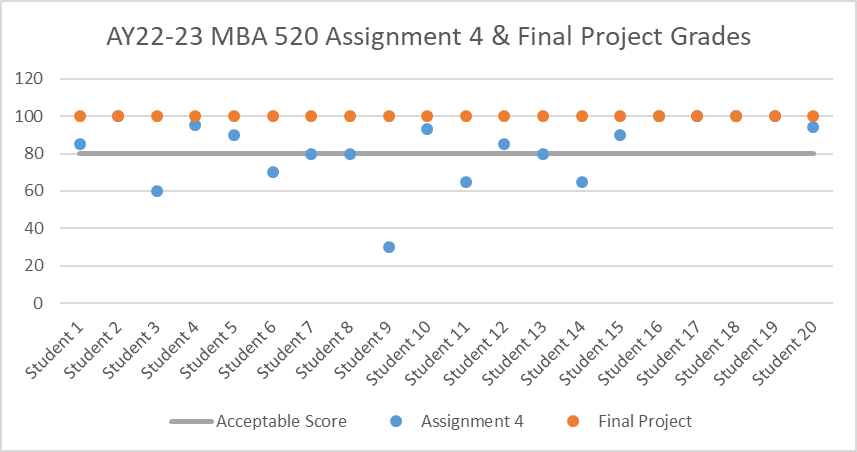 AY22-23 MBA 520 Assignment 4 & Final Project Grades
120
100
80
60
40
20
0
Student 1
Student 2
Student 3
Student 4
Student 5
Student 6
Student 7
Student 8
Student 9
Student 10
Student 11
Student 12
Student 13
Student 14
Student 15
Student 16
Student 17
Student 18
Student 19
Student 20
Acceptable Score Assignment 4 Final Project